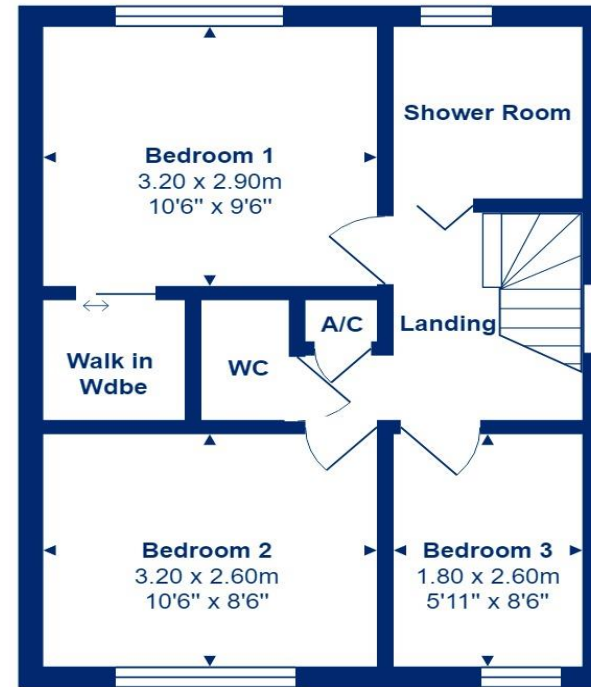 Shower Room
Bedroom 1
3.20 x 2.90m
10'6" x 9'6"
A/C
Landing
Walk in
Wdbe
WC
Bedroom 2
3.20 x 2.60m
10'6" x 8'6"
Bedroom 3
1.80 x 2.60m
5'11" x 8'6"